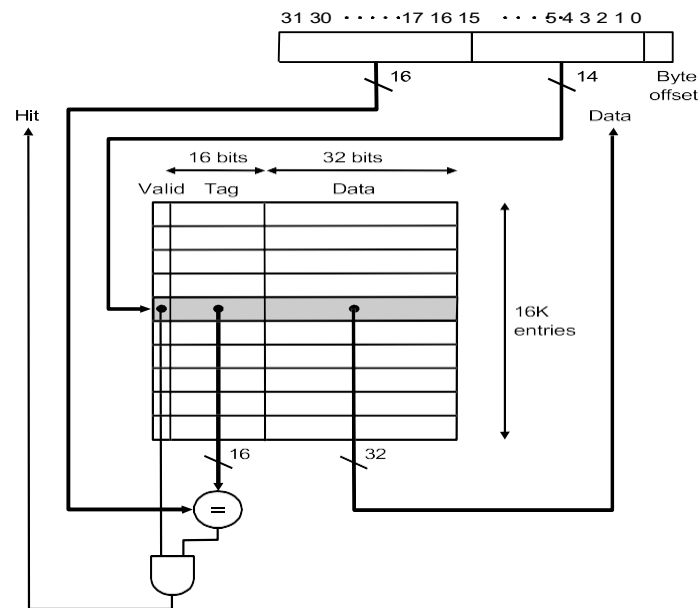 31 30 ······17 16 15 ····5·4 3 2 1 0
16 14 Byte
offset
Hit Data
16 bits 32 bits
Valid Tag Data
16K
entries
16 32
=